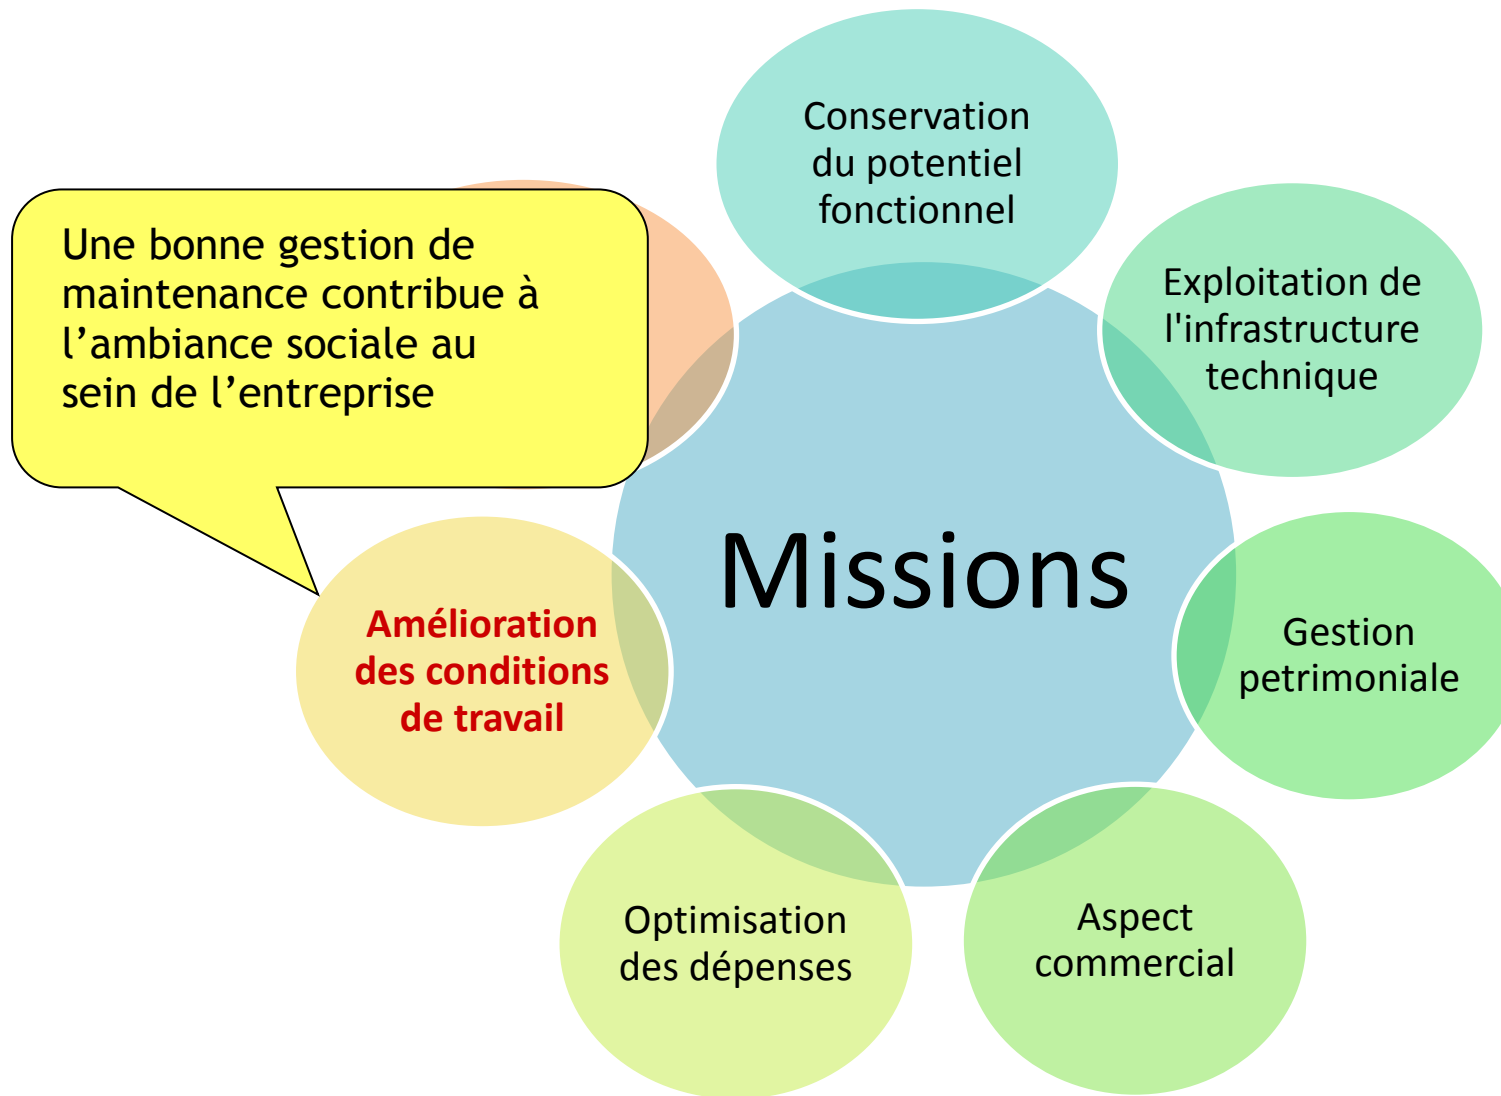 Conservation
du potentiel
fonctionnel
Une bonne gestion de
maintenance contribue à
l’ambiance sociale au
sein de l’entreprise
Exploitation de
l'infrastructure
technique
Missions
Amélioration
des conditions
de travail
Gestion
petrimoniale
Optimisation
des dépenses
Aspect
commercial